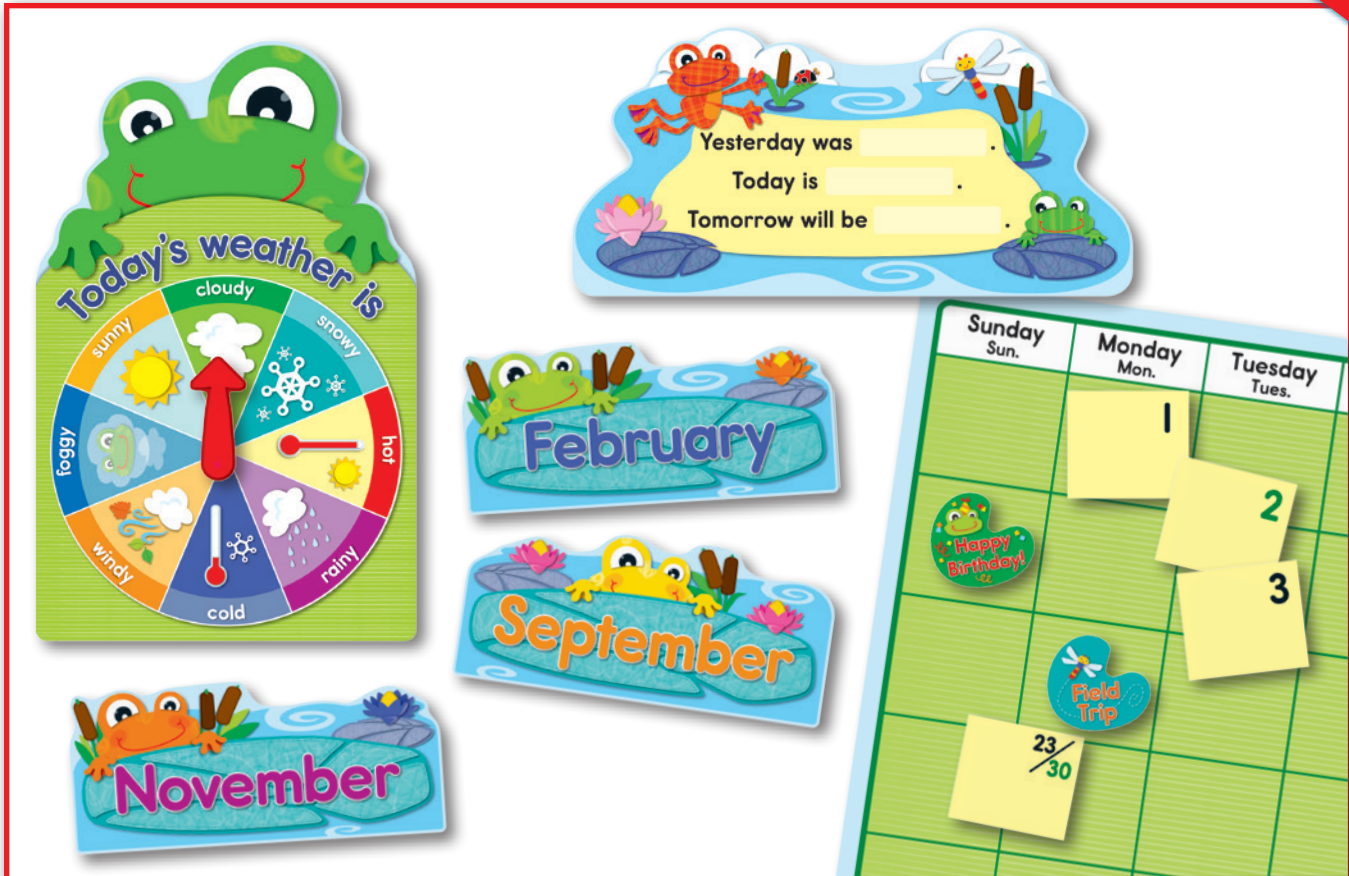 Today's weather is
cloudy
snowy
hot
rainy
cold
windy
foggy
sunny
Yesterday was .
Today is .
Tomorrow will be .
February
September
November
Sunday
Sun.
Monday
Mon.
Tuesday
Tues.
1
2
3
Happy
Birthday!
Field
Trip
23/30